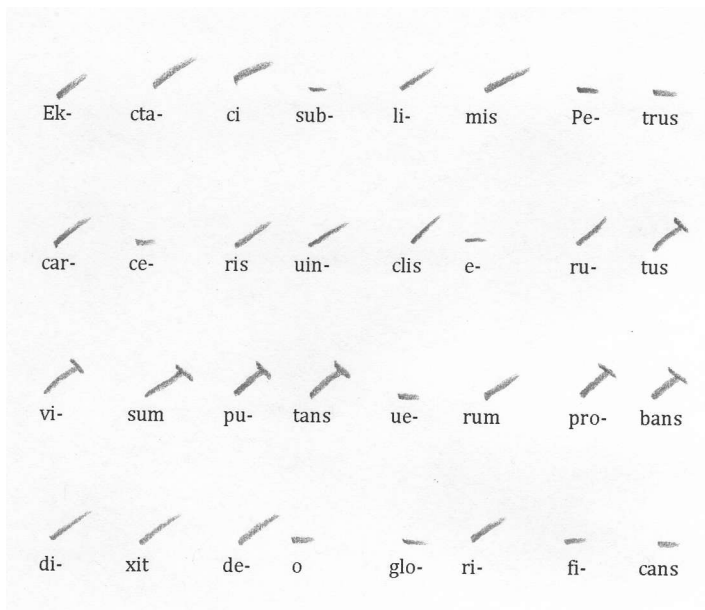 Ek- cta- ci sub- li- mis Pe- trus
car- ce- ris uin- clis e- ru- tus
vi- sum pu- tans ue- rum pro- bans
di- xit de- o glo- ri- fi- cans